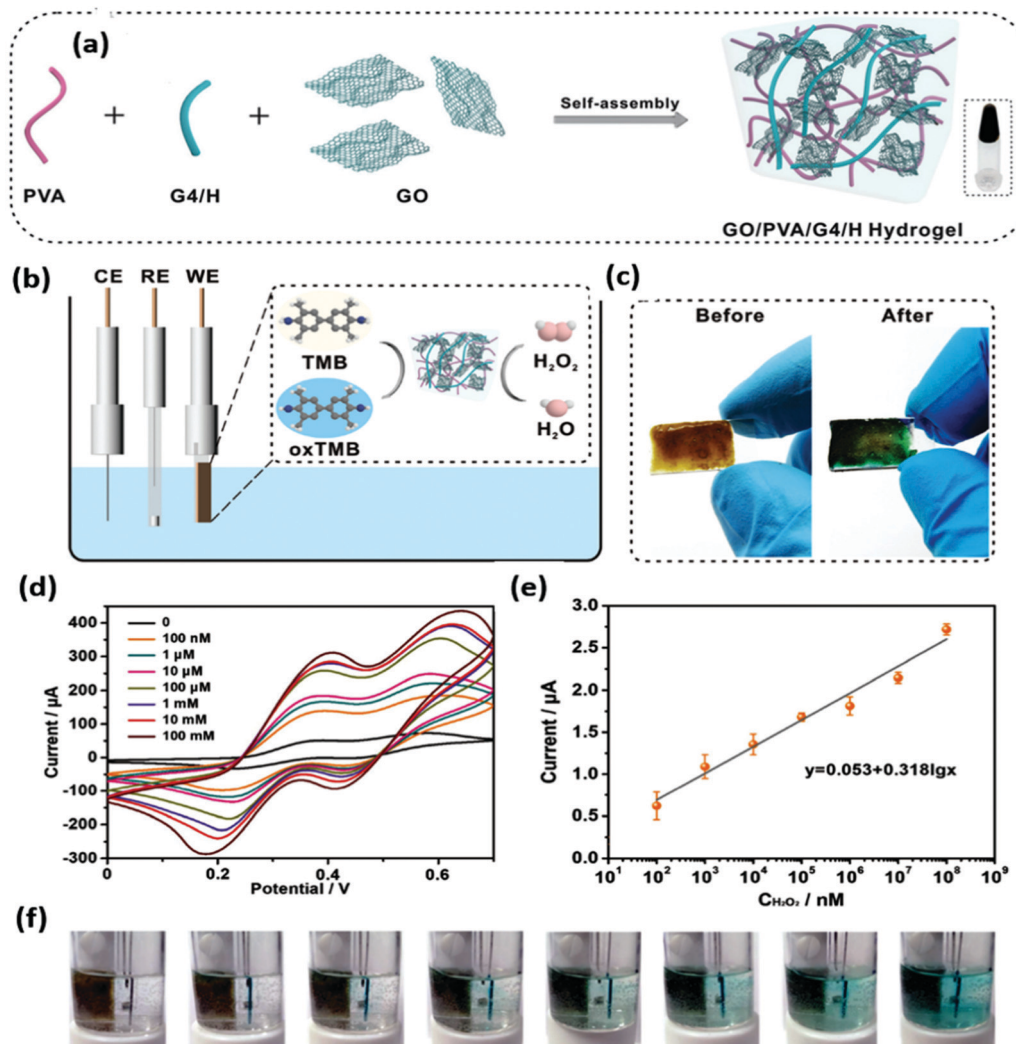 (a)
+
+
Self-assembly
PVA
G4/H
GO
GO/PVA/G4/H Hydrogel
(b)
CE RE WE
TMB
oxTMB
H₂O₂
H₂O
(c)
Before
After
(d)
Current / µA
400
300
200
100
0
-100
-200
-300
0
100 nM
1 µM
10 µM
100 µM
1 mM
10 mM
100 mM
0.0
0.2
0.4
0.6
Potential / V
(e)
Current / µA
3.0
2.5
2.0
1.5
1.0
0.5
0.0
y=0.053+0.318lgx
10¹ 10² 10³ 10⁴ 10⁵ 10⁶ 10⁷ 10⁸ 10⁹
C_H₂O₂ / nM
(f)